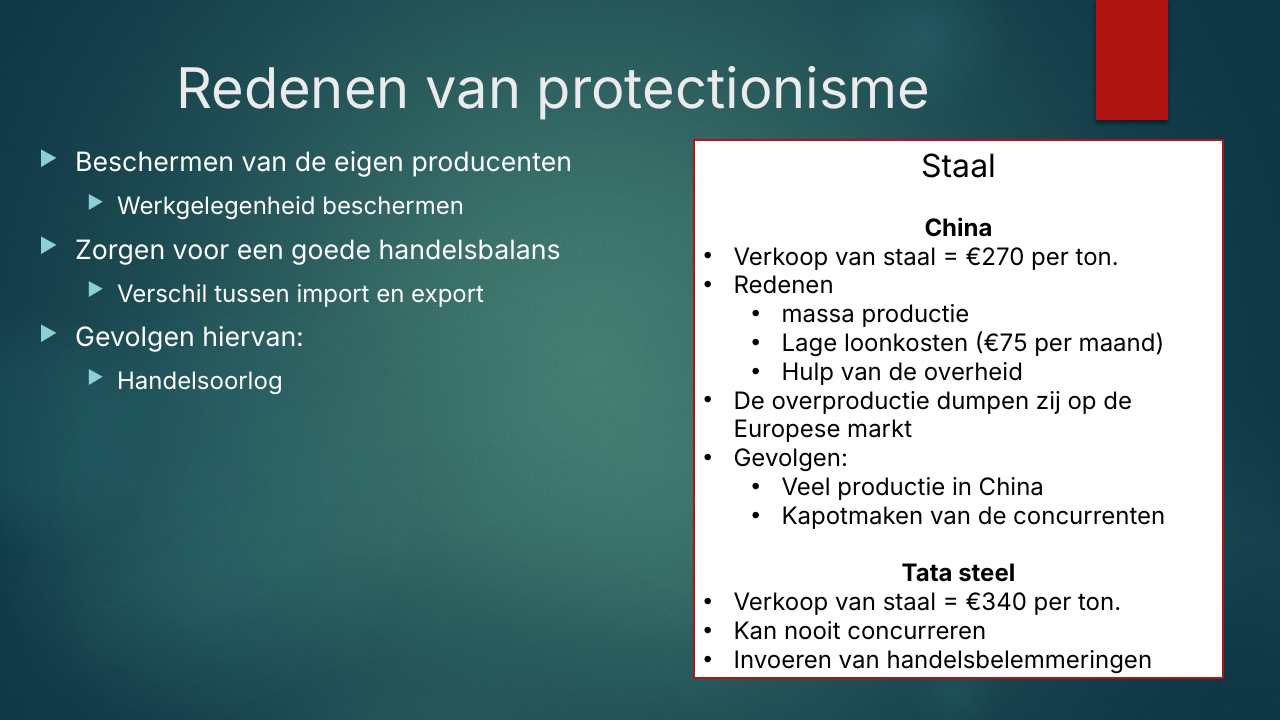 Redenen van protectionisme
Beschermen van de eigen producenten
Werkgelegenheid beschermen
Zorgen voor een goede handelsbalans
Verschil tussen import en export
Gevolgen hiervan:
Handelsoorlog
Staal
China
• Verkoop van staal = €270 per ton.
• Redenen
• massa productie
• Lage loonkosten (€75 per maand)
• Hulp van de overheid
• De overproductie dumpen zij op de
Europese markt
• Gevolgen:
• Veel productie in China
• Kapotmaken van de concurrenten
Tata steel
• Verkoop van staal = €340 per ton.
• Kan nooit concurreren
• Invoeren van handelsbelemmeringen